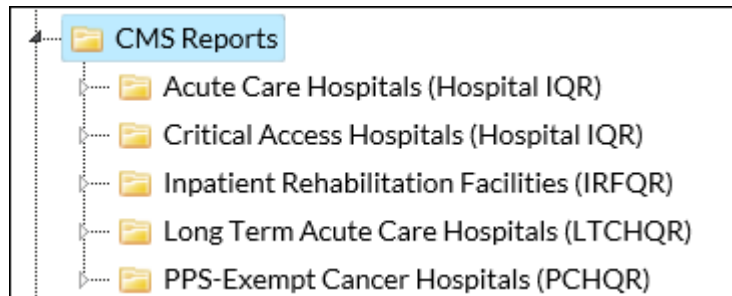 CMS Reports
Acute Care Hospitals (Hospital IQR)
Critical Access Hospitals (Hospital IQR)
Inpatient Rehabilitation Facilities (IRFQR)
Long Term Acute Care Hospitals (LTCHQR)
PPS-Exempt Cancer Hospitals (PCHQR)